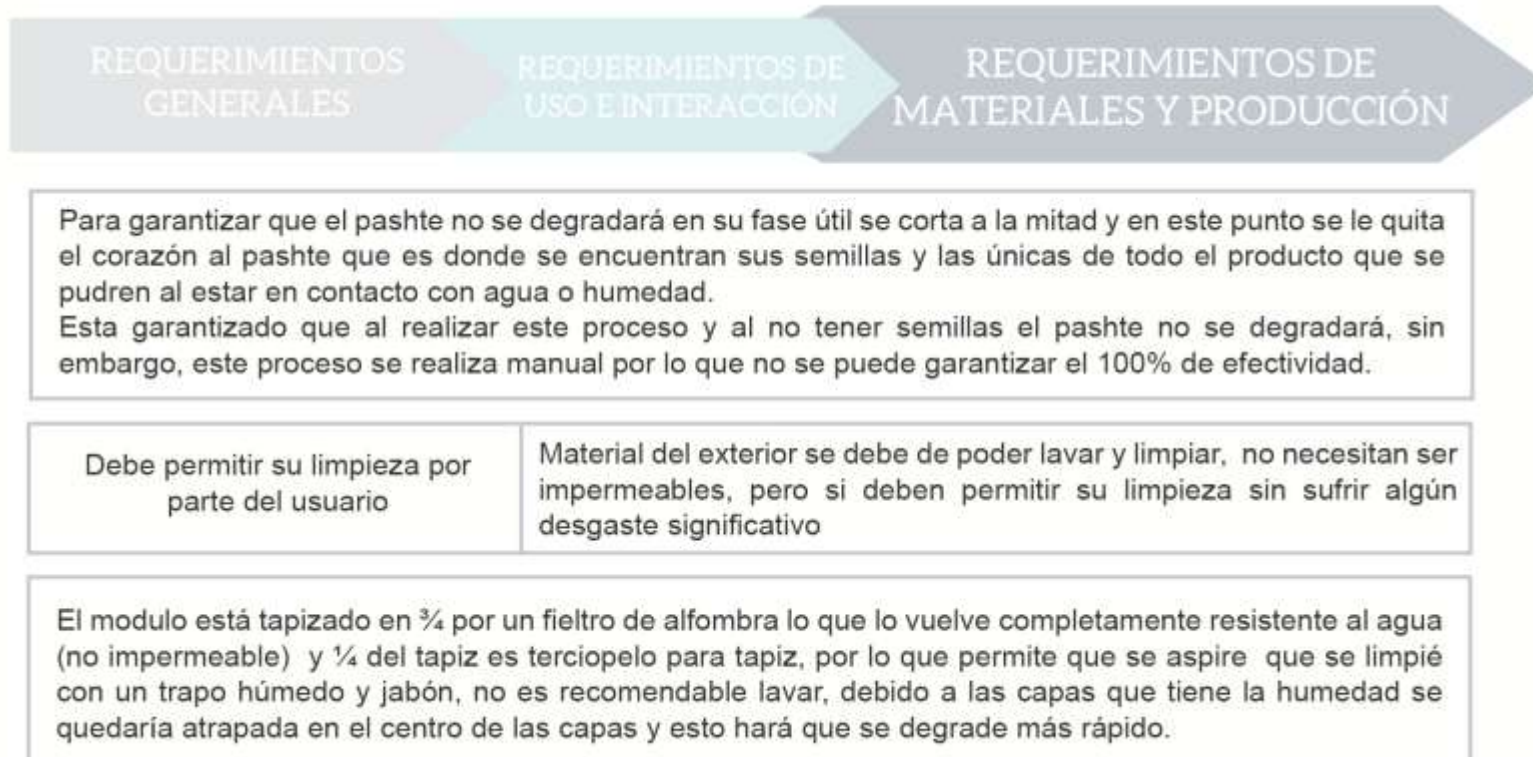 REQUERIMIENTOS
GENERALES
REQUERIMIENTOS DE
USO E INTERACCIÓN
REQUERIMIENTOS DE
MATERIALES Y PRODUCCIÓN
Para garantizar que el pashte no se degradará en su fase útil se corta a la mitad y en este punto se le quita
el corazón al pashte que es donde se encuentran sus semillas y las únicas de todo el producto que se
pudren al estar en contacto con agua o humedad.
Esta garantizado que al realizar este proceso y al no tener semillas el pashte no se degradará, sin
embargo, este proceso se realiza manual por lo que no se puede garantizar el 100% de efectividad.
Debe permitir su limpieza por
parte del usuario
Material del exterior se debe de poder lavar y limpiar, no necesitan ser
impermeables, pero si deben permitir su limpieza sin sufrir algún
desgaste significativo
El modulo está tapizado en ¾ por un fieltro de alfombra lo que lo vuelve completamente resistente al agua
(no impermeable) y ¼ del tapiz es terciopelo para tapiz, por lo que permite que se aspire que se limpié
con un trapo húmedo y jabón, no es recomendable lavar, debido a las capas que tiene la humedad se
quedaría atrapada en el centro de las capas y esto hará que se degrade más rápido.